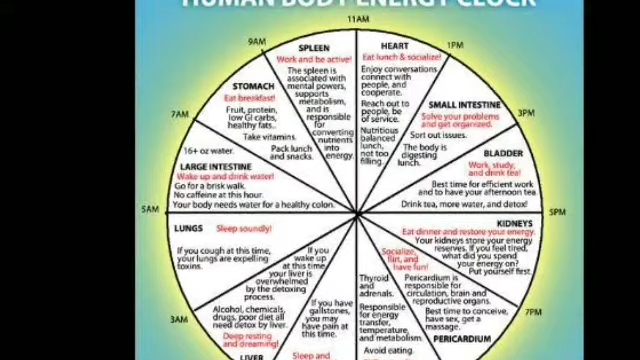 HUMAN BODY ENERGY CLOCK
11AM
9AM
1PM
SPLEEN
Work and be active!
The spleen is
associated with
mental powers,
supports
metabolism,
and is
responsible
for
converting
nutrients
into
energy.
HEART
Eat lunch & socialize!
Enjoy conversations
connect with
people, and
cooperate.
Reach out to
people, be
of service.
Nutritious
balanced
lunch,
not too
filling.
STOMACH
Eat breakfast!
Fruit, protein,
low GI carbs,
healthy fats..
Take vitamins.
Pack lunch
and snacks.
SMALL INTESTINE
Solve your problems
and get organized.
Sort out issues.
The body is
digesting
lunch.
7AM
3PM
16+ oz water.
LARGE INTESTINE
Wake up and drink water!
Go for a brisk walk.
No caffeine at this hour.
Your body needs water for a healthy colon.
BLADDER
Work, study,
and drink tea!
Best time for efficient work
and to have your afternoon tea
Drink tea, more water, and detox!
5AM
5PM
LUNGS
Sleep soundly!
If you cough at this time,
your lungs are expelling
toxins.
KIDNEYS
Eat dinner and restore your energy.
Your kidneys store your energy
reserves. If you feel tired,
what did you spend
your energy on?
Put yourself first.
If you
wake up
at this time
your liver is
overwhelmed
by the detoxing
process.
Alcohol, chemicals,
drugs, poor diet all
need detox by liver.
Deep resting
and dreaming!
LIVER
3AM
If you have
gallstones,
you may
have pain at
this time.
Sleep and
Thyroid
and
adrenals.
Responsible
for energy
transfer,
temperature,
and metabolism.
Avoid eating.
Socialize,
flirt, and
have fun!
Pericardium is
responsible for
circulation, brain and
reproductive organs.
Best time to conceive,
have sex, get a
massage.
PERICARDIUM
7PM